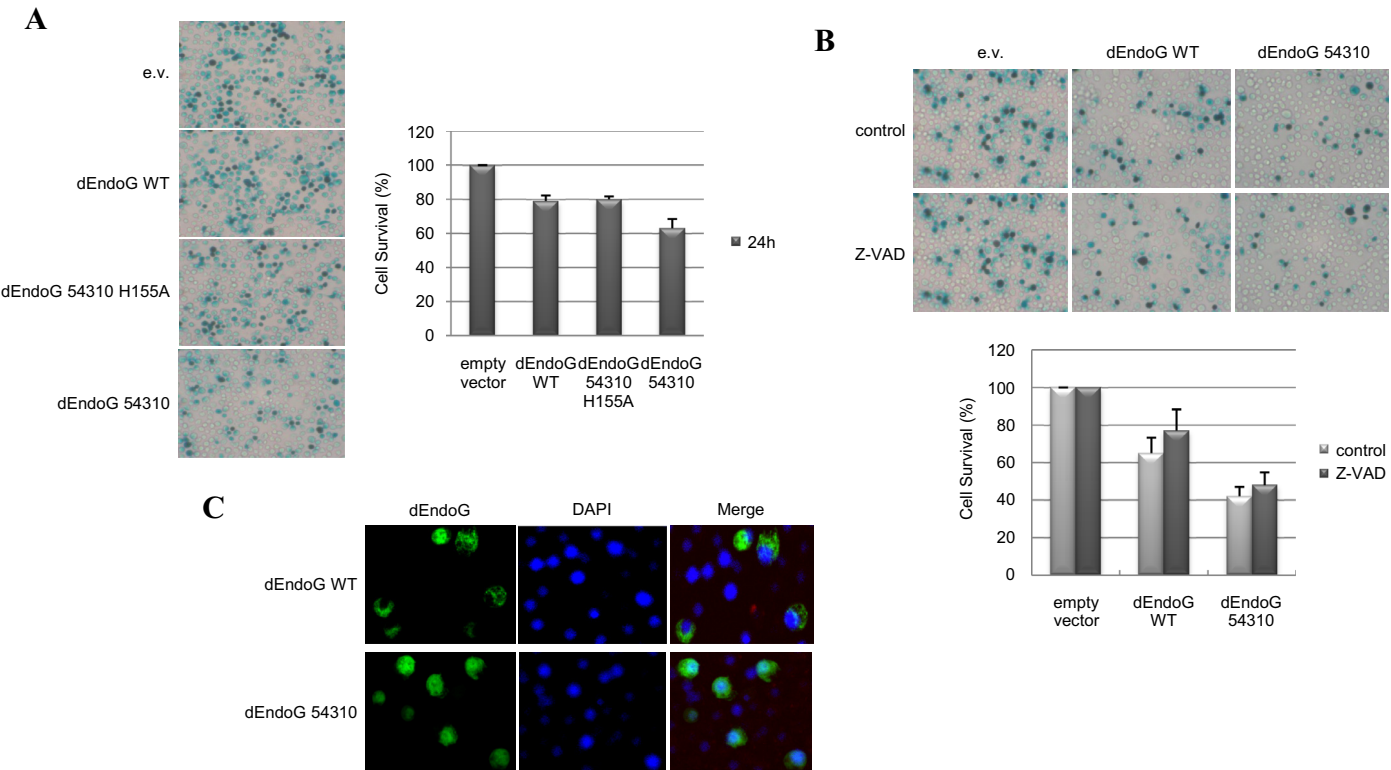 A
e.v.
dEndoG WT
dEndoG 54310 H155A
dEndoG 54310
120
100
80
60
40
20
0
Cell Survival (%)
empty
vector
dEndoG
WT
dEndoG
54310
H155A
dEndoG
54310
24h
B
e.v.
dEndoG WT
dEndoG 54310
control
Z-VAD
120
100
80
60
40
20
0
Cell Survival (%)
empty
vector
dEndoG
WT
dEndoG
54310
control
Z-VAD
C
dEndoG
DAPI
Merge
dEndoG WT
dEndoG 54310